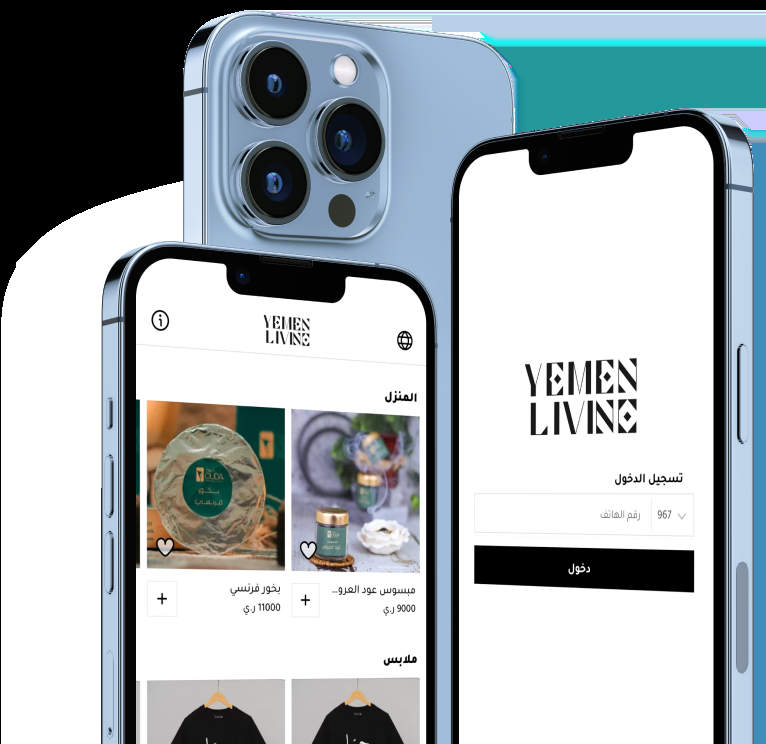 YEMEN
LIVING
المنزل
OUDA
بخور
فرنسي
بخور فرنسي
11000 ر.ي
مبسوس عود العرو...
9000 ر.ي
ملابس
YEMEN
LIVING
تسجيل الدخول
رقم الهاتف
967
دخول